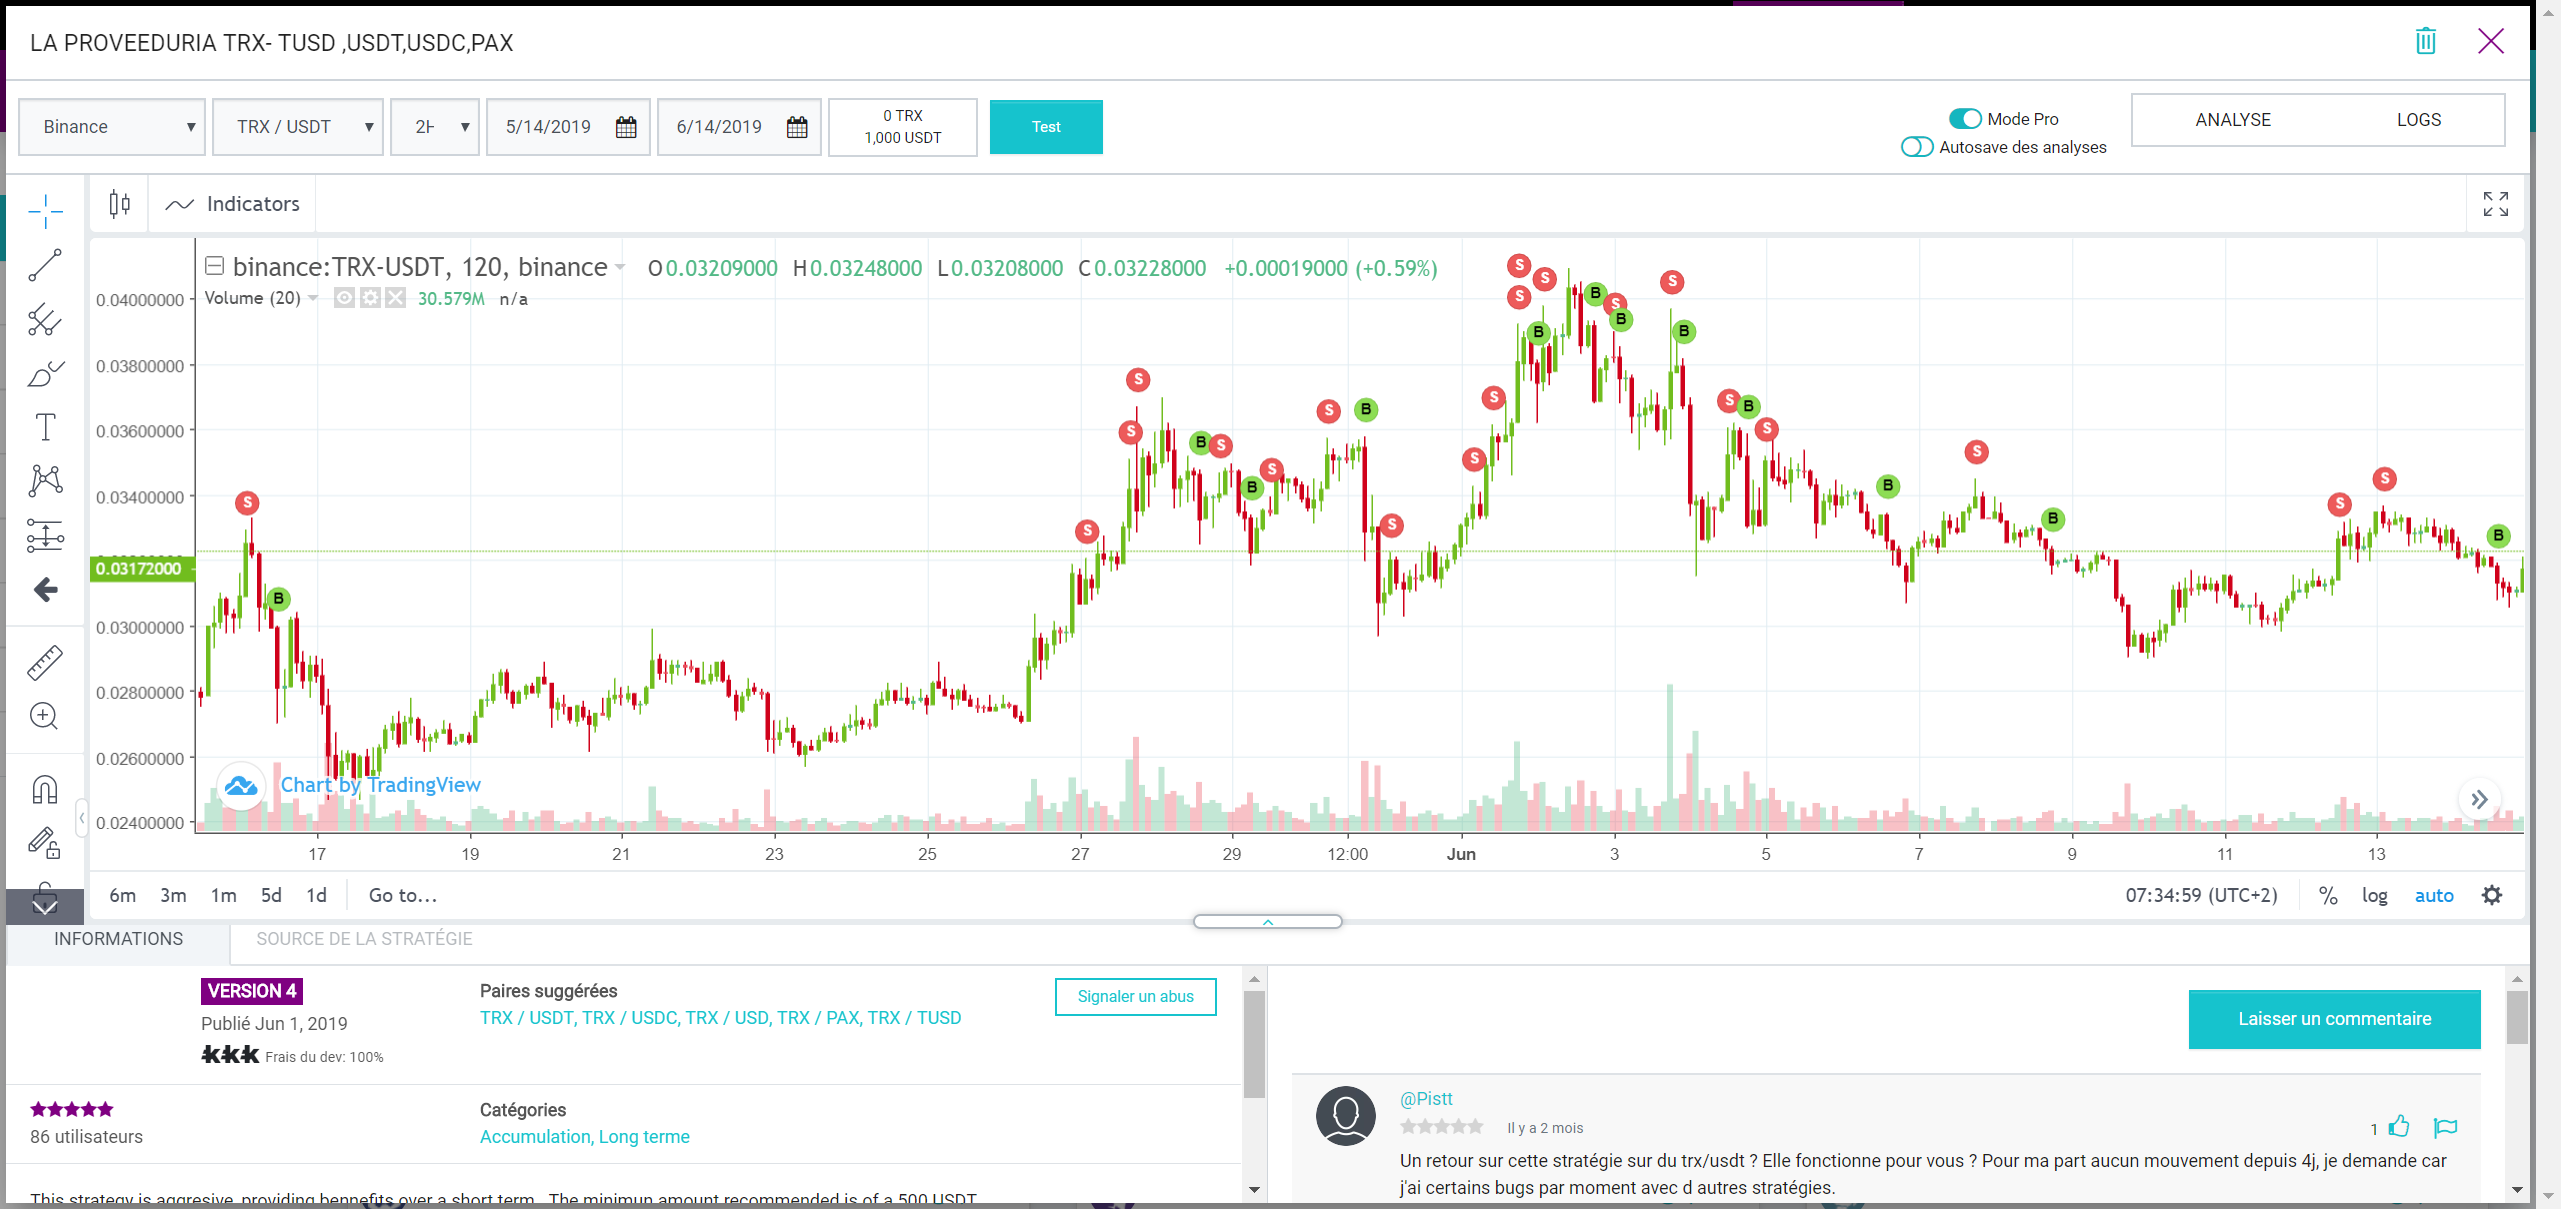 LA PROVEEDURIA TRX- TUSD ,USDT,USDC,PAX
Binance
TRX / USDT
5/14/2019
6/14/2019
0 TRX
1,000 USDT
Test
Mode Pro
Autosave des analyses
ANALYSE
LOGS
Indicators
binance:TRX-USDT, 120, binance
O 0.03209000 H 0.03248000 L 0.03208000 C 0.03228000 +0.00019000 (+0.59%)
Volume (20) 30.579M n/a
0.04000000
0.03800000
0.03600000
0.03400000
0.03172000
0.03000000
0.02800000
0.02600000
0.02400000
S
B
S
S
S
B
S
B
S
S
B
S
S
S
S
S
S
B
B
S
B
S
B
S
B
S
B
S
B
S
S
B
Chart by TradingView
17 19 21 23 25 27 29 12:00 Jun 3 5 7 9 11 13
6m 3m 1m 5d 1d Go to...
07:34:59 (UTC+2) % log auto
INFORMATIONS
SOURCE DE LA STRATÉGIE
VERSION 4
Publié Jun 1, 2019
Frais du dev: 100%
Paires suggérées
TRX / USDT, TRX / USDC, TRX / USD, TRX / PAX, TRX / TUSD
Signaler un abus
86 utilisateurs
Catégories
Accumulation, Long terme
This strategy is aggresive, providing bennefits over a short term. The minimun amount recommended is of a 500 USDT
Laisser un commentaire
@Pistt
Il y a 2 mois
1
Un retour sur cette stratégie sur du trx/usdt ? Elle fonctionne pour vous ? Pour ma part aucun mouvement depuis 4j, je demande car
j'ai certains bugs par moment avec d autres stratégies.